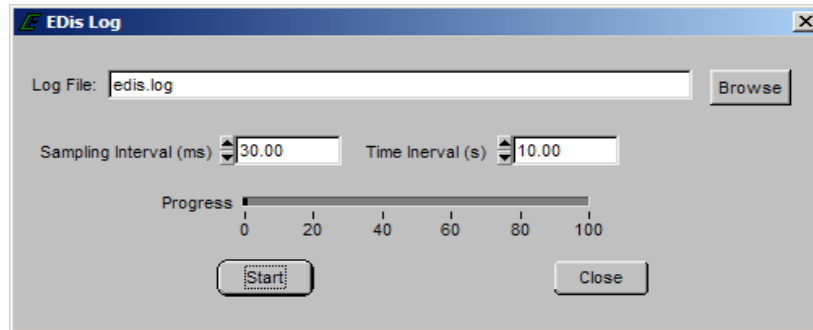 EDis Log
Log File: edis.log Browse
Sampling Interval (ms) 30.00 Time Inerval (s) 10.00
Progress
0 20 40 60 80 100
Start Close